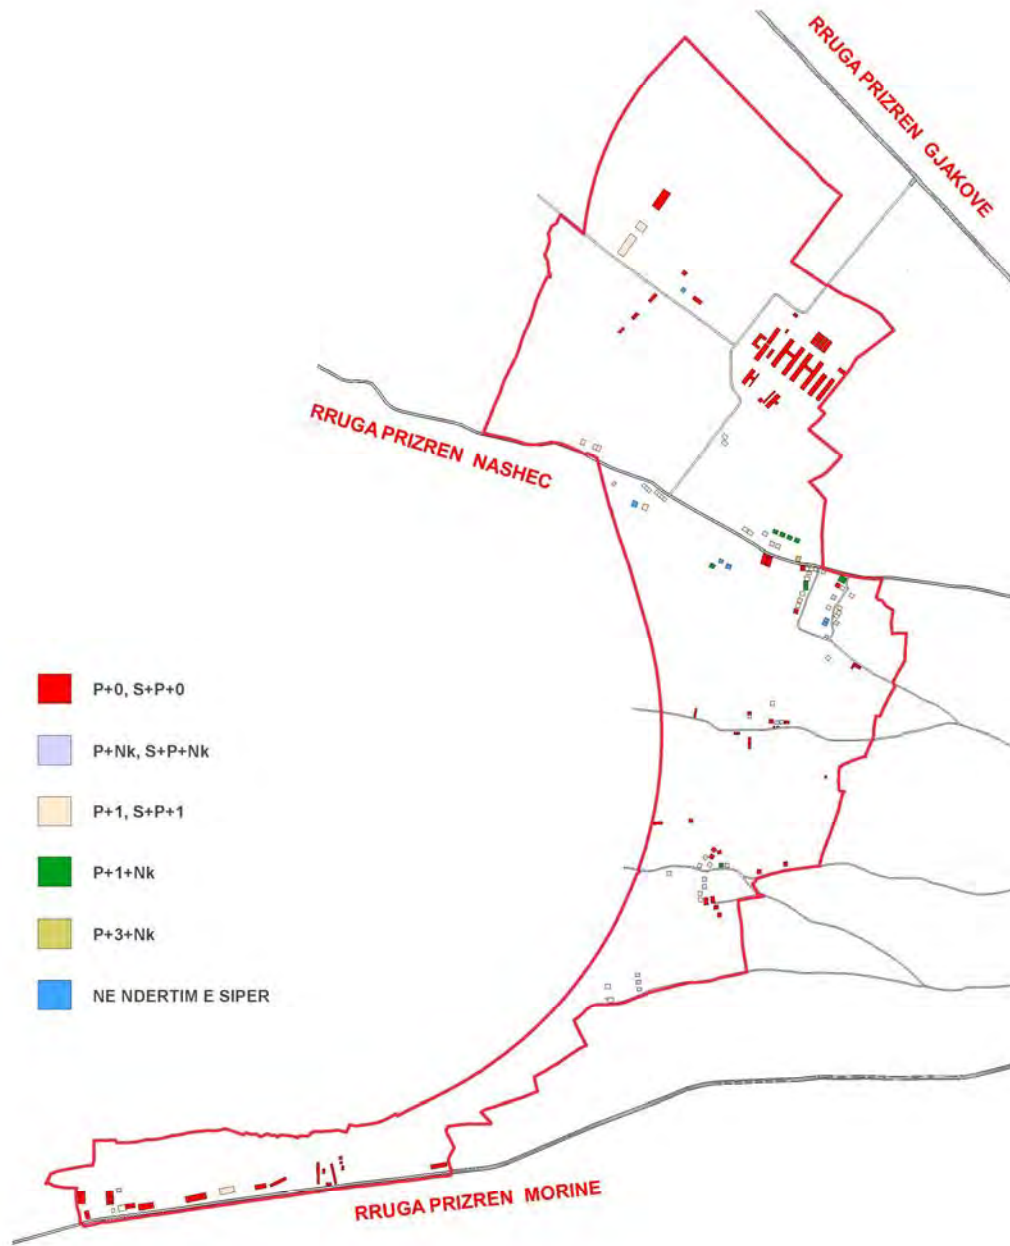 RRUGA PRIZREN GJAKOVE
RRUGA PRIZREN NASHEC
P+0, S+P+0
P+Nk, S+P+Nk
P+1, S+P+1
P+1+Nk
P+3+Nk
NE NDERTIM E SIPER
RRUGA PRIZREN MORINE